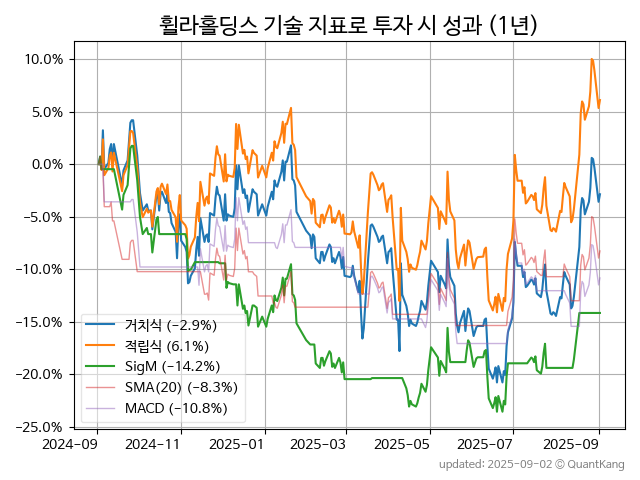 휠라홀딩스 기술 지표로 투자 시 성과 (1년)
10.0%
5.0%
0.0%
−5.0%
−10.0%
−15.0%
−20.0%
−25.0%
거치식 (−2.9%)
적립식 (6.1%)
SigM (−14.2%)
SMA(20) (−8.3%)
MACD (−10.8%)
2024-09 2024-11 2025-01 2025-03 2025-05 2025-07 2025-09
updated: 2025-09-02 © QuantKang